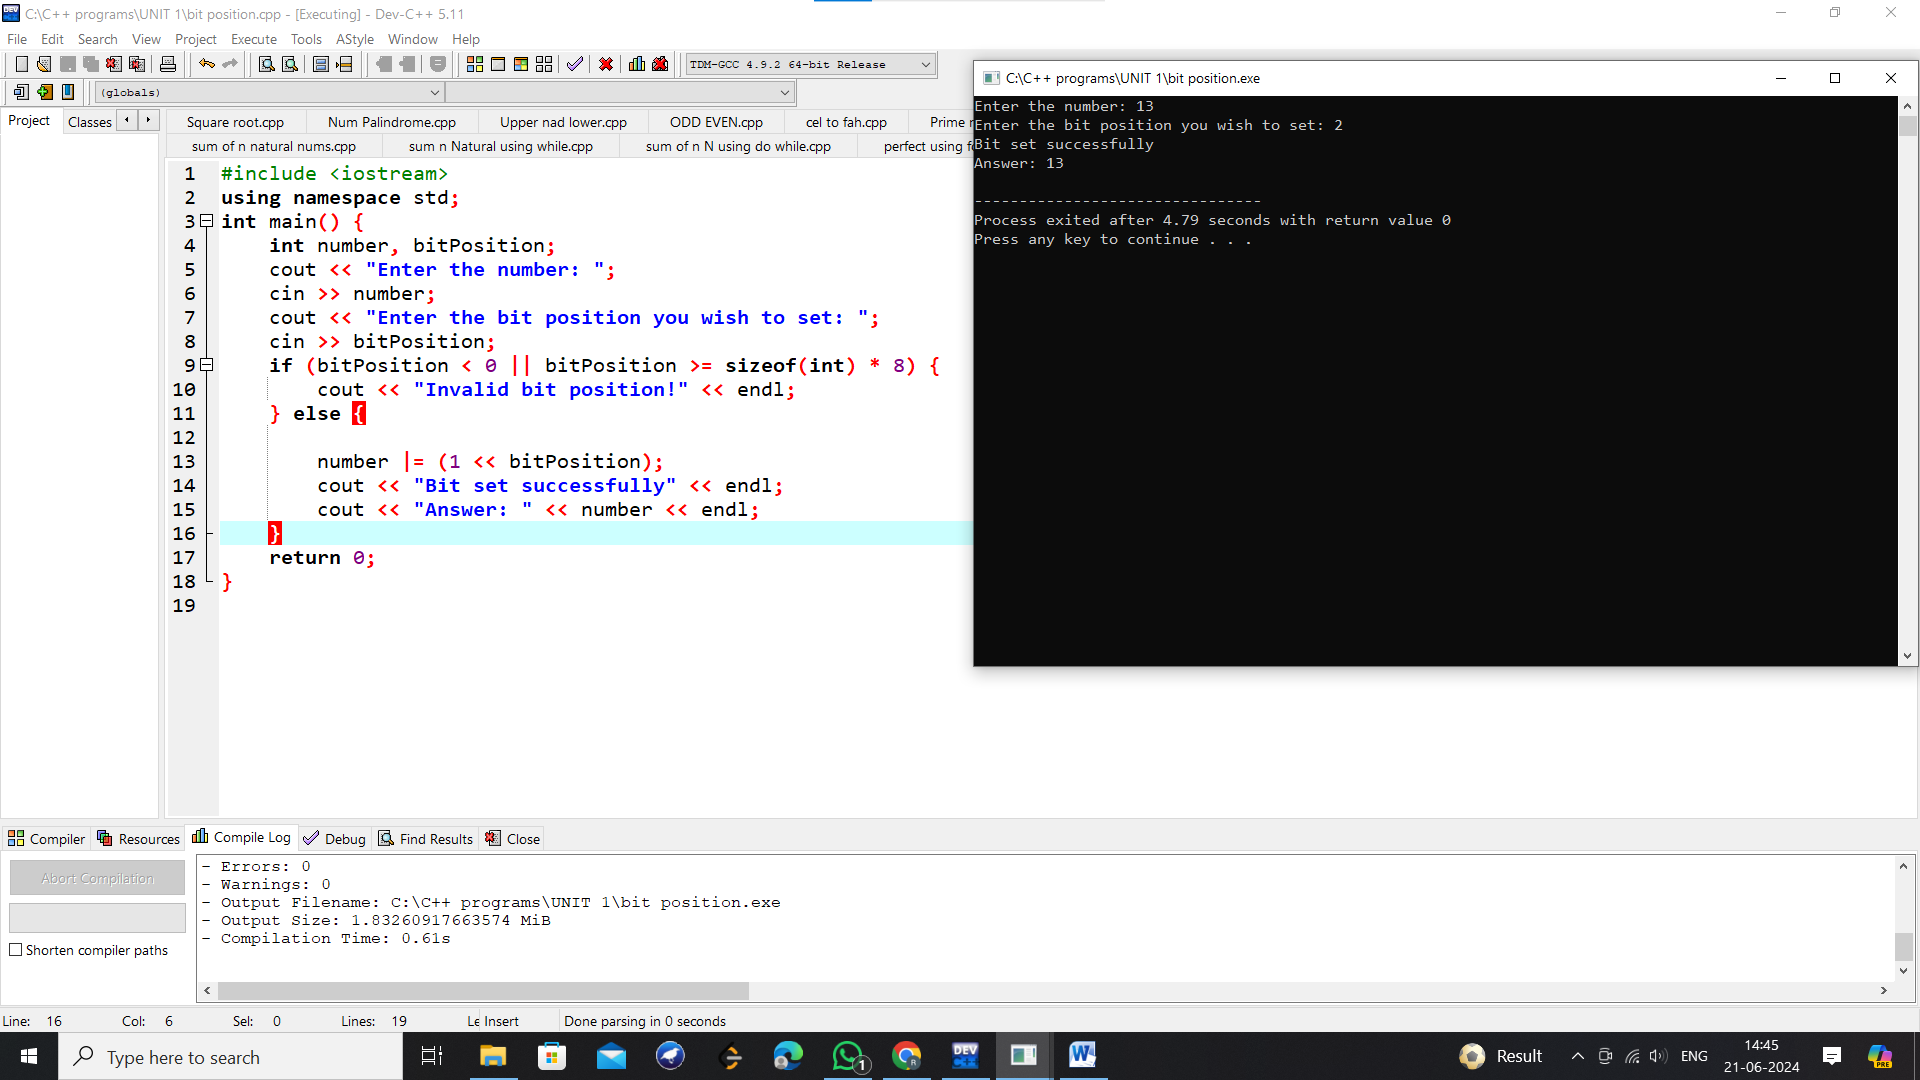 C:\C++ programs\UNIT 1\bit position.cpp - [Executing] - Dev-C++ 5.11
File Edit Search View Project Execute Tools AStyle Window Help
TDM-GCC 4.9.2 64-bit Release
(globals)
Project Classes
Square root.cpp Num Palindrome.cpp Upper nad lower.cpp ODD EVEN.cpp cel to fah.cpp Prime
sum of n natural nums.cpp sum n Natural using while.cpp sum of n N using do while.cpp perfect using
1 #include <iostream>
2 using namespace std;
3 int main() {
4 int number, bitPosition;
5 cout << "Enter the number: ";
6 cin >> number;
7 cout << "Enter the bit position you wish to set: ";
8 cin >> bitPosition;
9 if (bitPosition < 0 || bitPosition >= sizeof(int) * 8) {
10 cout << "Invalid bit position!" << endl;
11 } else {
12
13 number |= (1 << bitPosition);
14 cout << "Bit set successfully" << endl;
15 cout << "Answer: " << number << endl;
16 }
17 return 0;
18 }
19
C:\C++ programs\UNIT 1\bit position.exe
Enter the number: 13
Enter the bit position you wish to set: 2
Bit set successfully
Answer: 13
--------------------------------
Process exited after 4.79 seconds with return value 0
Press any key to continue . . .
Compiler Resources Compile Log Debug Find Results Close
Abort Compilation
Shorten compiler paths
- Errors: 0
- Warnings: 0
- Output Filename: C:\C++ programs\UNIT 1\bit position.exe
- Output Size: 1.83260917663574 MiB
- Compilation Time: 0.61s
Line: 16 Col: 6 Sel: 0 Lines: 19 Le Insert Done parsing in 0 seconds
Type here to search
DEV
1
R
W
Result
ENG
14:45
21-06-2024
PRE